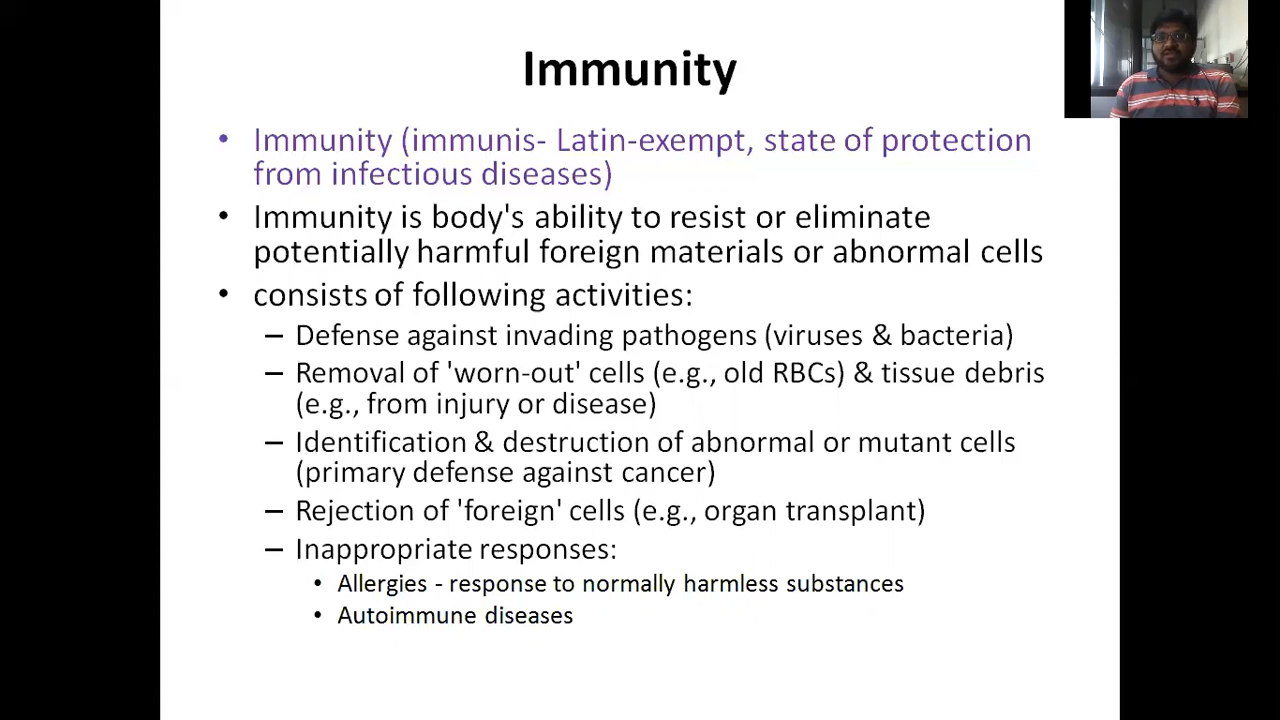 Immunity
• Immunity (immunis- Latin-exempt, state of protection
from infectious diseases)
• Immunity is body's ability to resist or eliminate
potentially harmful foreign materials or abnormal cells
• consists of following activities:
– Defense against invading pathogens (viruses & bacteria)
– Removal of 'worn-out' cells (e.g., old RBCs) & tissue debris
(e.g., from injury or disease)
– Identification & destruction of abnormal or mutant cells
(primary defense against cancer)
– Rejection of 'foreign' cells (e.g., organ transplant)
– Inappropriate responses:
• Allergies - response to normally harmless substances
• Autoimmune diseases